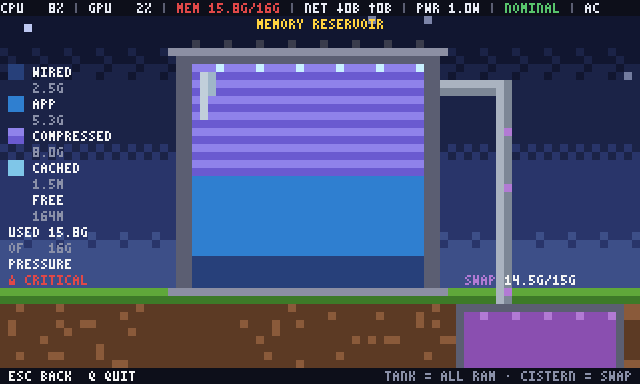 CPU 8% | GPU 2% | MEM 15.8G/16G | NET ↓0B ↑0B | PWR 1.0W | NOMINAL | AC
MEMORY RESERVOIR
WIRED
2.5G
APP
5.3G
COMPRESSED
8.0G
CACHED
1.5M
FREE
164M
USED 15.8G
OF 16G
PRESSURE
CRITICAL
SWAP 14.5G/15G
ESC BACK Q QUIT
TANK = ALL RAM · CISTERN = SWAP